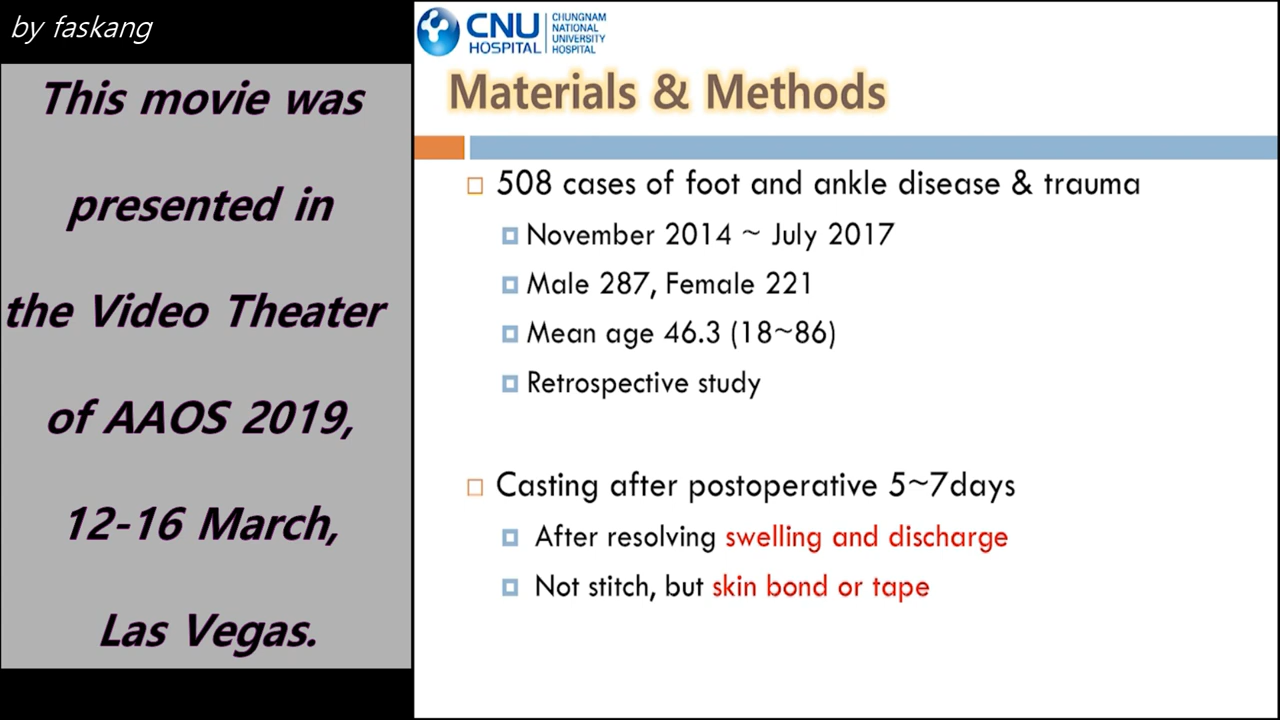 by faskang
This movie was
presented in
the Video Theater
of AAOS 2019,
12-16 March,
Las Vegas.
CNU
HOSPITAL
CHUNGNAM
NATIONAL
UNIVERSITY
HOSPITAL
Materials & Methods
508 cases of foot and ankle disease & trauma
November 2014 ~ July 2017
Male 287, Female 221
Mean age 46.3 (18~86)
Retrospective study
Casting after postoperative 5~7days
After resolving swelling and discharge
Not stitch, but skin bond or tape